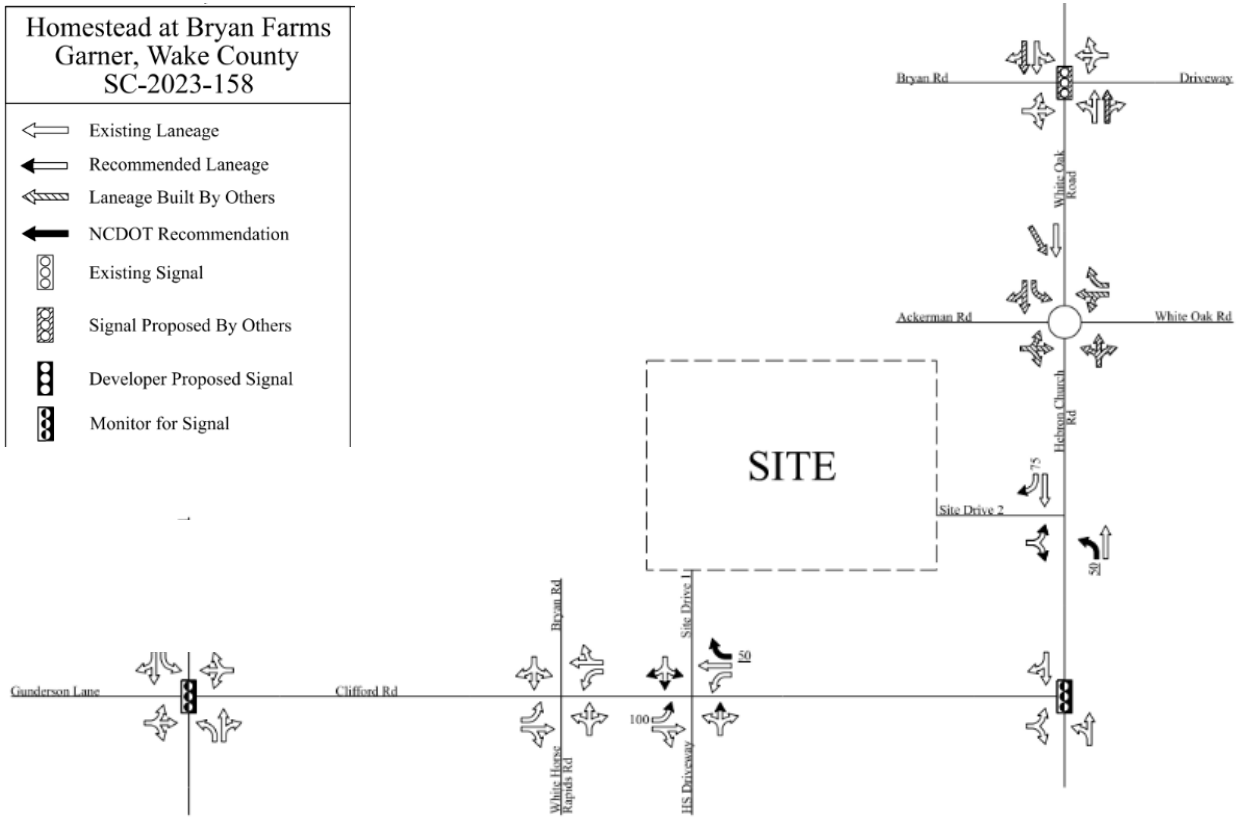 Homestead at Bryan Farms
Garner, Wake County
SC-2023-158
Existing Laneage
Recommended Laneage
Laneage Built By Others
NCDOT Recommendation
Existing Signal
Signal Proposed By Others
Developer Proposed Signal
Monitor for Signal
Bryan Rd
Driveway
White Oak
Road
Ackerman Rd
White Oak Rd
Hebron Church
Rd
SITE
75
Site Drive 2
50
Site Drive 1
Bryan Rd
50
Gunderson Lane
Clifford Rd
100
White Horse
Rapids Rd
HS Driveway